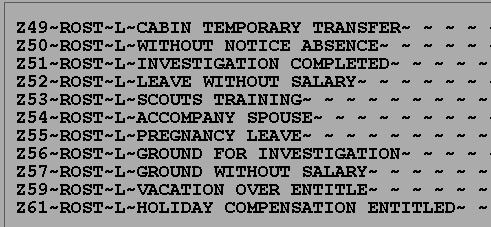 Z49~ROST~L~CABIN TEMPORARY TRANSFER~ ~ ~ ~ ~
Z50~ROST~L~WITHOUT NOTICE ABSENCE~ ~ ~ ~ ~ ~
Z51~ROST~L~INVESTIGATION COMPLETED~ ~ ~ ~ ~
Z52~ROST~L~LEAVE WITHOUT SALARY~ ~ ~ ~ ~ ~ ~
Z53~ROST~L~SCOUTS TRAINING~ ~ ~ ~ ~ ~ ~ ~ ~
Z54~ROST~L~ACCOMPANY SPOUSE~ ~ ~ ~ ~ ~ ~ ~ ~
Z55~ROST~L~PREGNANCY LEAVE~ ~ ~ ~ ~ ~ ~ ~ ~
Z56~ROST~L~GROUND FOR INVESTIGATION~ ~ ~ ~ ~
Z57~ROST~L~GROUND WITHOUT SALARY~ ~ ~ ~ ~ ~
Z59~ROST~L~VACATION OVER ENTITLE~ ~ ~ ~ ~ ~
Z61~ROST~L~HOLIDAY COMPENSATION ENTITLED~ ~ ~